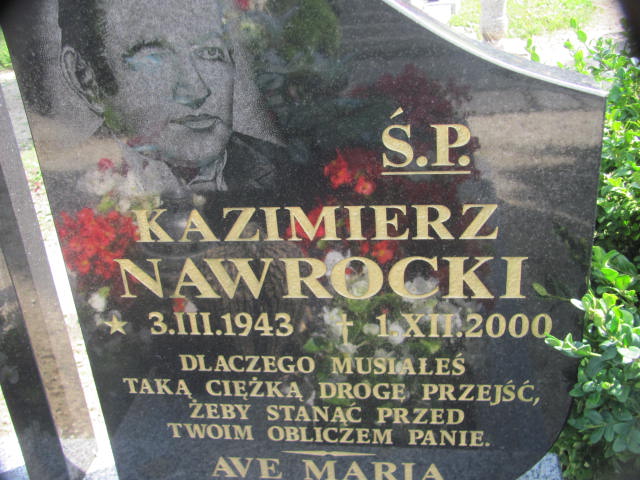 Ś.P.
KAZIMIERZ
NAWROCKI
3.III.1943 † 1.XII.2000
DLACZEGO MUSIAŁEŚ
TAKĄ CIĘŻKĄ DROGĘ PRZEJŚĆ,
ŻEBY STANĄĆ PRZED
TWOIM OBLICZEM PANIE.
AVE MARIA